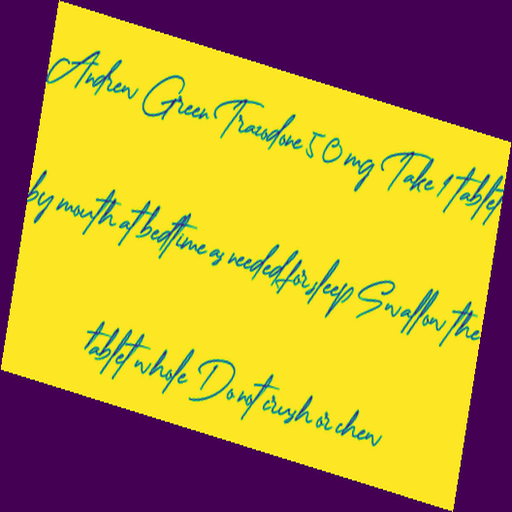 Andrew Green Trazodone 50 mg Take 1 tablet
by mouth at bedtime as needed for sleep Swallow the
tablet whole Do not crush or chew